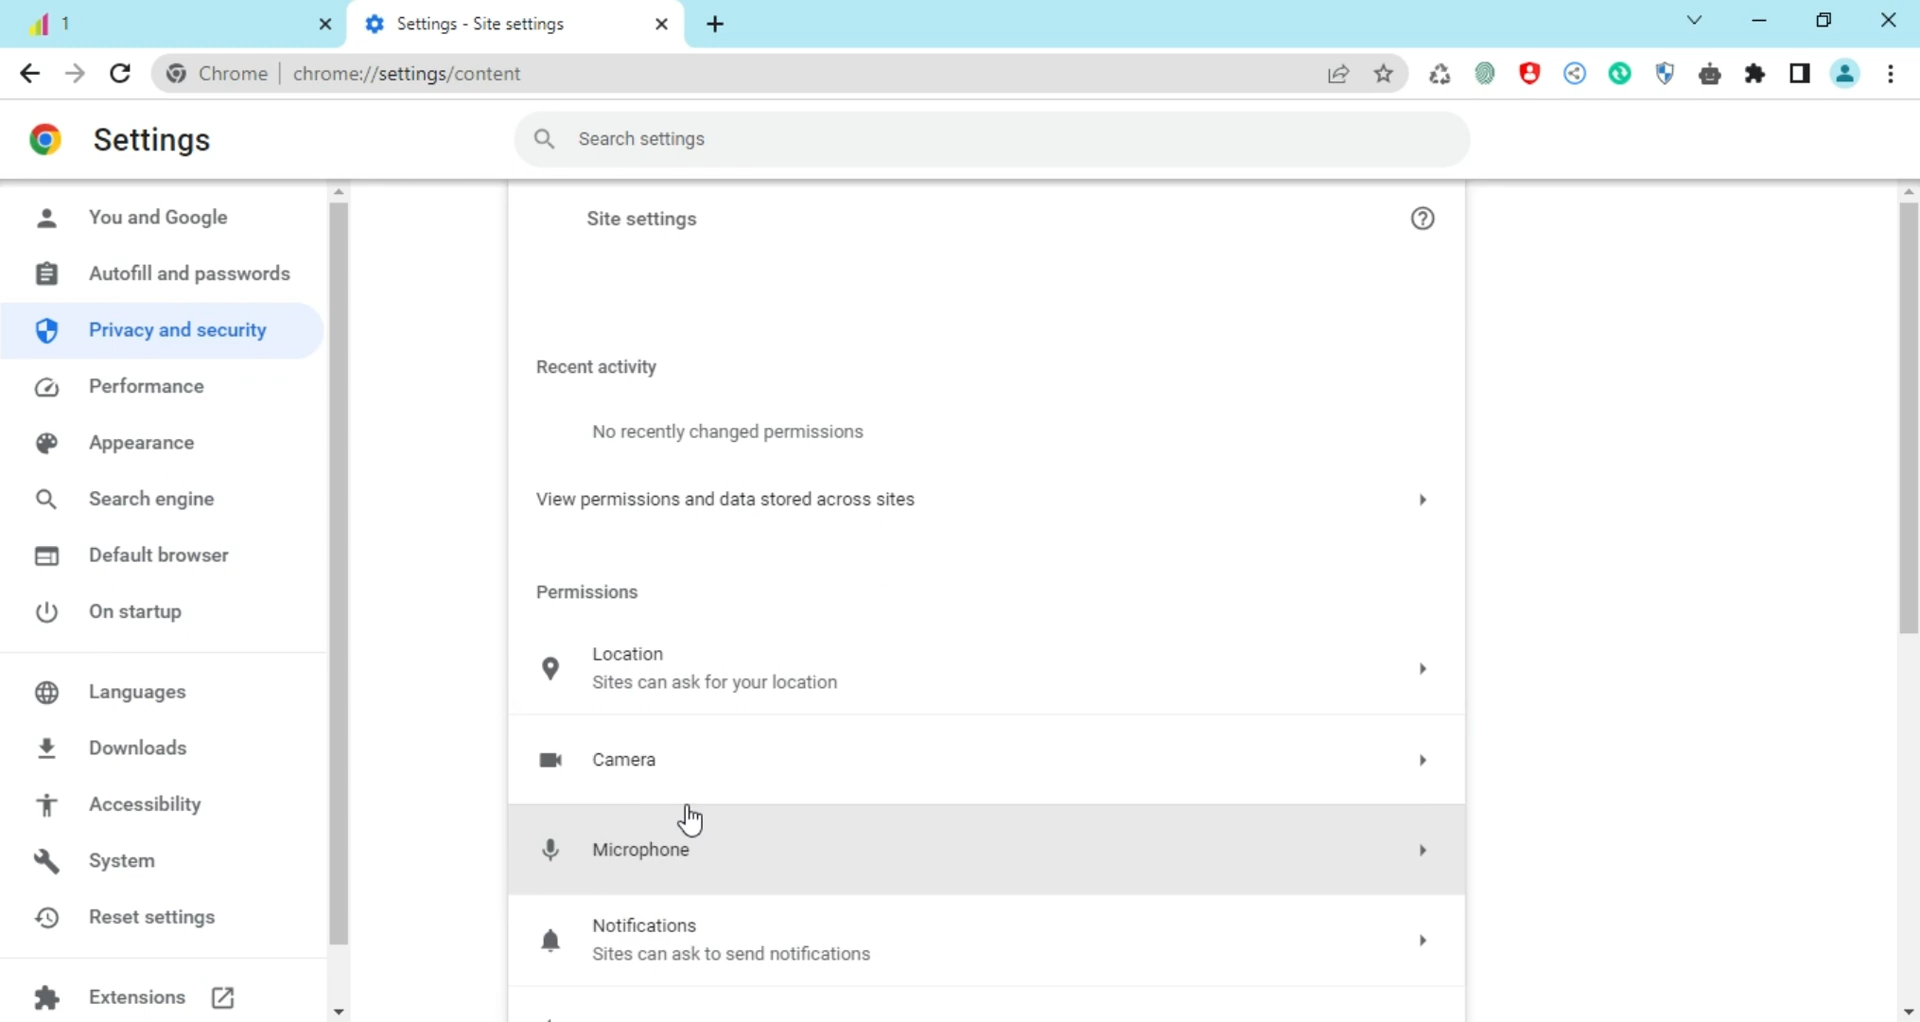 1
Settings - Site settings
Chrome
chrome://settings/content
Settings
Search settings
You and Google
Autofill and passwords
Privacy and security
Performance
Appearance
Search engine
Default browser
On startup
Languages
Downloads
Accessibility
System
Reset settings
Extensions
Site settings
Recent activity
No recently changed permissions
View permissions and data stored across sites
Permissions
Location
Sites can ask for your location
Camera
Microphone
Notifications
Sites can ask to send notifications